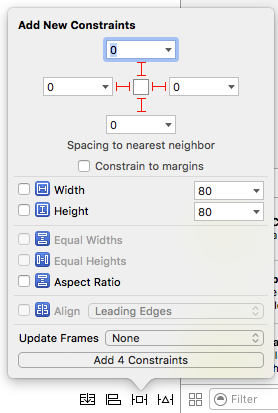 Add New Constraints
0
0 0
0
Spacing to nearest neighbor
Constrain to margins
Width 80
Height 80
Equal Widths
Equal Heights
Aspect Ratio
Align Leading Edges
Update Frames None
Add 4 Constraints
Filter